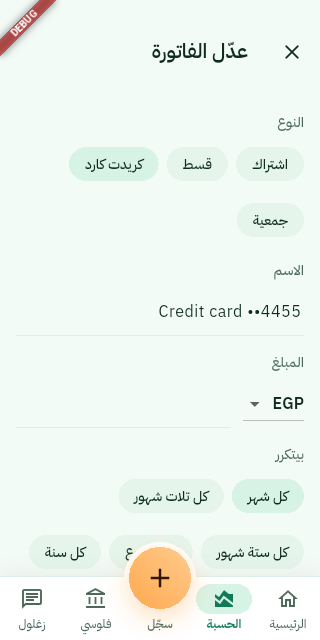 DEBUG
عدّل الفاتورة
النوع
اشتراك
قسط
كريدت كارد
جمعية
الاسم
Credit card ••4455
المبلغ
EGP
بيتكرر
كل شهر
كل تلات شهور
كل ستة شهور
كل سنة
الرئيسية
الحسبة
سجّل
فلوسي
زغلول